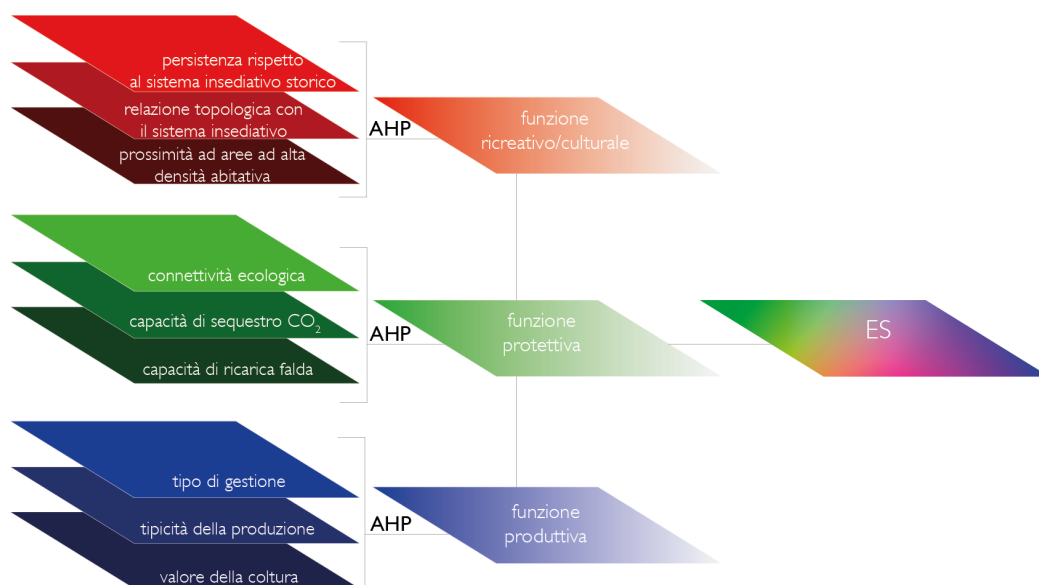 persistenza rispetto
al sistema insediativo storico
relazione topologica con
il sistema insediativo
prossimità ad aree ad alta
densità abitativa
AHP
funzione
ricreativo/culturale
connettività ecologica
capacità di sequestro CO₂
capacità di ricarica falda
AHP
funzione
protettiva
ES
tipo di gestione
tipicità della produzione
valore della coltura
AHP
funzione
produttiva